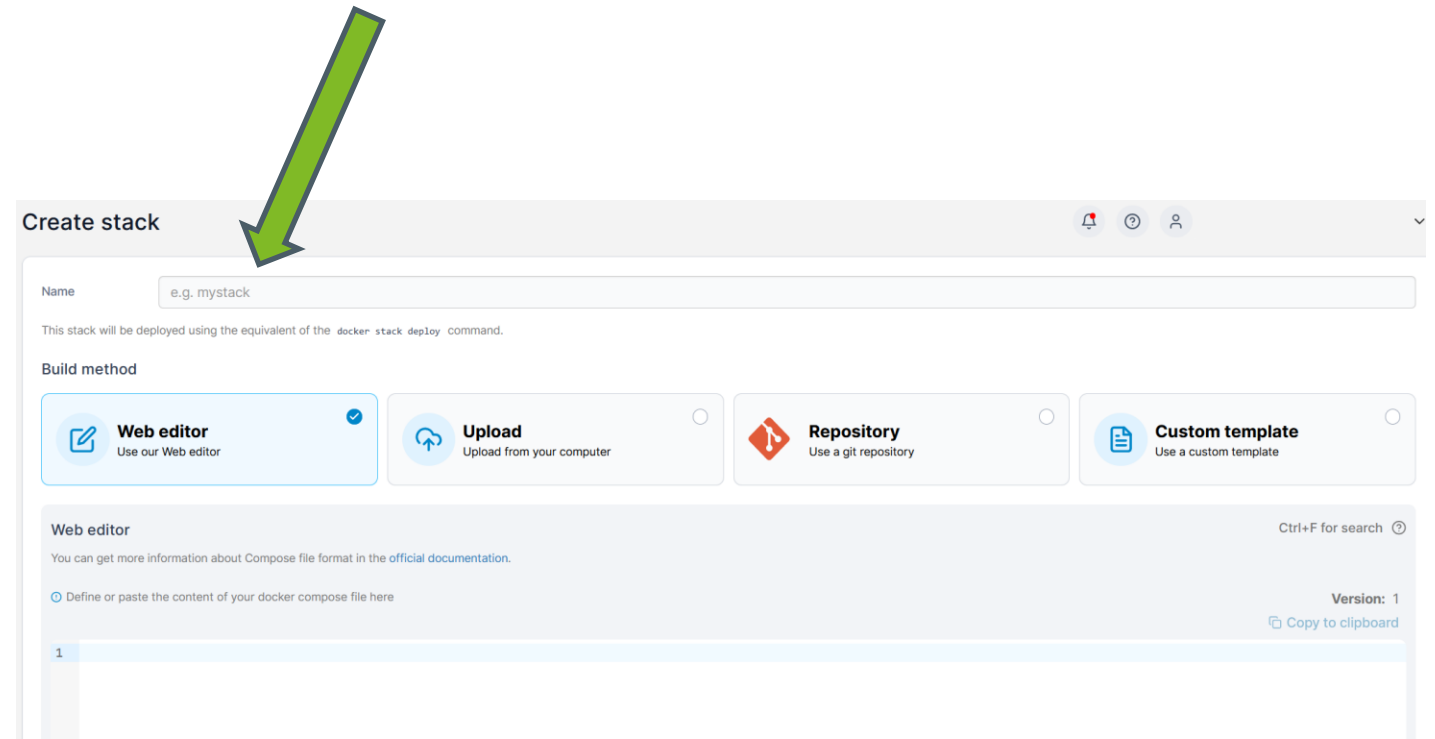 Create stack
Name
e.g. mystack
This stack will be deployed using the equivalent of the docker stack deploy command.
Build method
Web editor
Use our Web editor
Upload
Upload from your computer
Repository
Use a git repository
Custom template
Use a custom template
Web editor
Ctrl+F for search
You can get more information about Compose file format in the official documentation.
Define or paste the content of your docker compose file here
Version: 1
Copy to clipboard
1